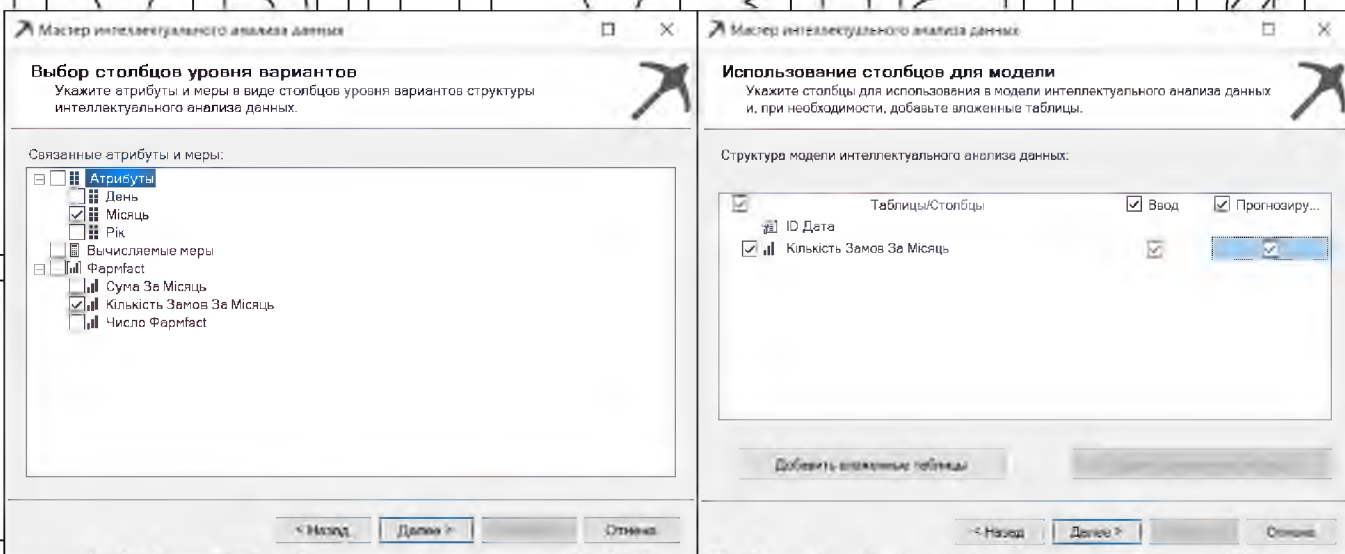 Мастер интеллектуального анализа данных
Выбор столбцов уровня вариантов
Укажите атрибуты и меры в виде столбцов уровня вариантов структуры
интеллектуального анализа данных.
Связанные атрибуты и меры:
Атрибуты
День
Місяць
Рік
Вычисляемые меры
Фармfact
Сума За Місяць
Кількість Замов За Місяць
Число Фармfact
< Назад
Далее >
Отмена
Мастер интеллектуального анализа данных
Использование столбцов для модели
Укажите столбцы для использования в модели интеллектуального анализа данных
и, при необходимости, добавьте вложенные таблицы.
Структура модели интеллектуального анализа данных:
Таблицы/Столбцы
Ввод
Прогнозиру...
ID Дата
Кількість Замов За Місяць
Добавить вложенные таблицы
< Назад
Далее >
Отмена